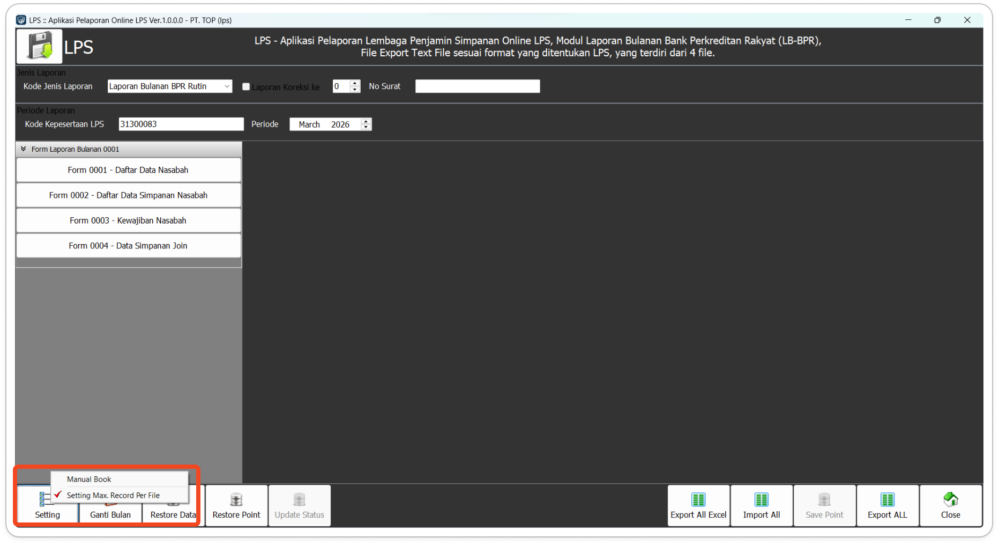 LPS :: Aplikasi Pelaporan Online LPS Ver.1.0.0.0 - PT. TOP (lps)
LPS
LPS - Aplikasi Pelaporan Lembaga Penjamin Simpanan Online LPS, Modul Laporan Bulanan Bank Perkreditan Rakyat (LB-BPR),
File Export Text File sesuai format yang ditentukan LPS, yang terdiri dari 4 file.
Jenis Laporan
Kode Jenis Laporan Laporan Bulanan BPR Rutin Laporan Koreksi ke 0 No Surat
Periode Laporan
Kode Kepesertaan LPS 31300083 Periode March 2026
Form Laporan Bulanan 0001
Form 0001 - Daftar Data Nasabah
Form 0002 - Daftar Data Simpanan Nasabah
Form 0003 - Kewajiban Nasabah
Form 0004 - Data Simpanan Join
Manual Book
Setting Max. Record Per File
Setting Ganti Bulan Restore Data Restore Point Update Status Export All Excel Import All Save Point Export ALL Close